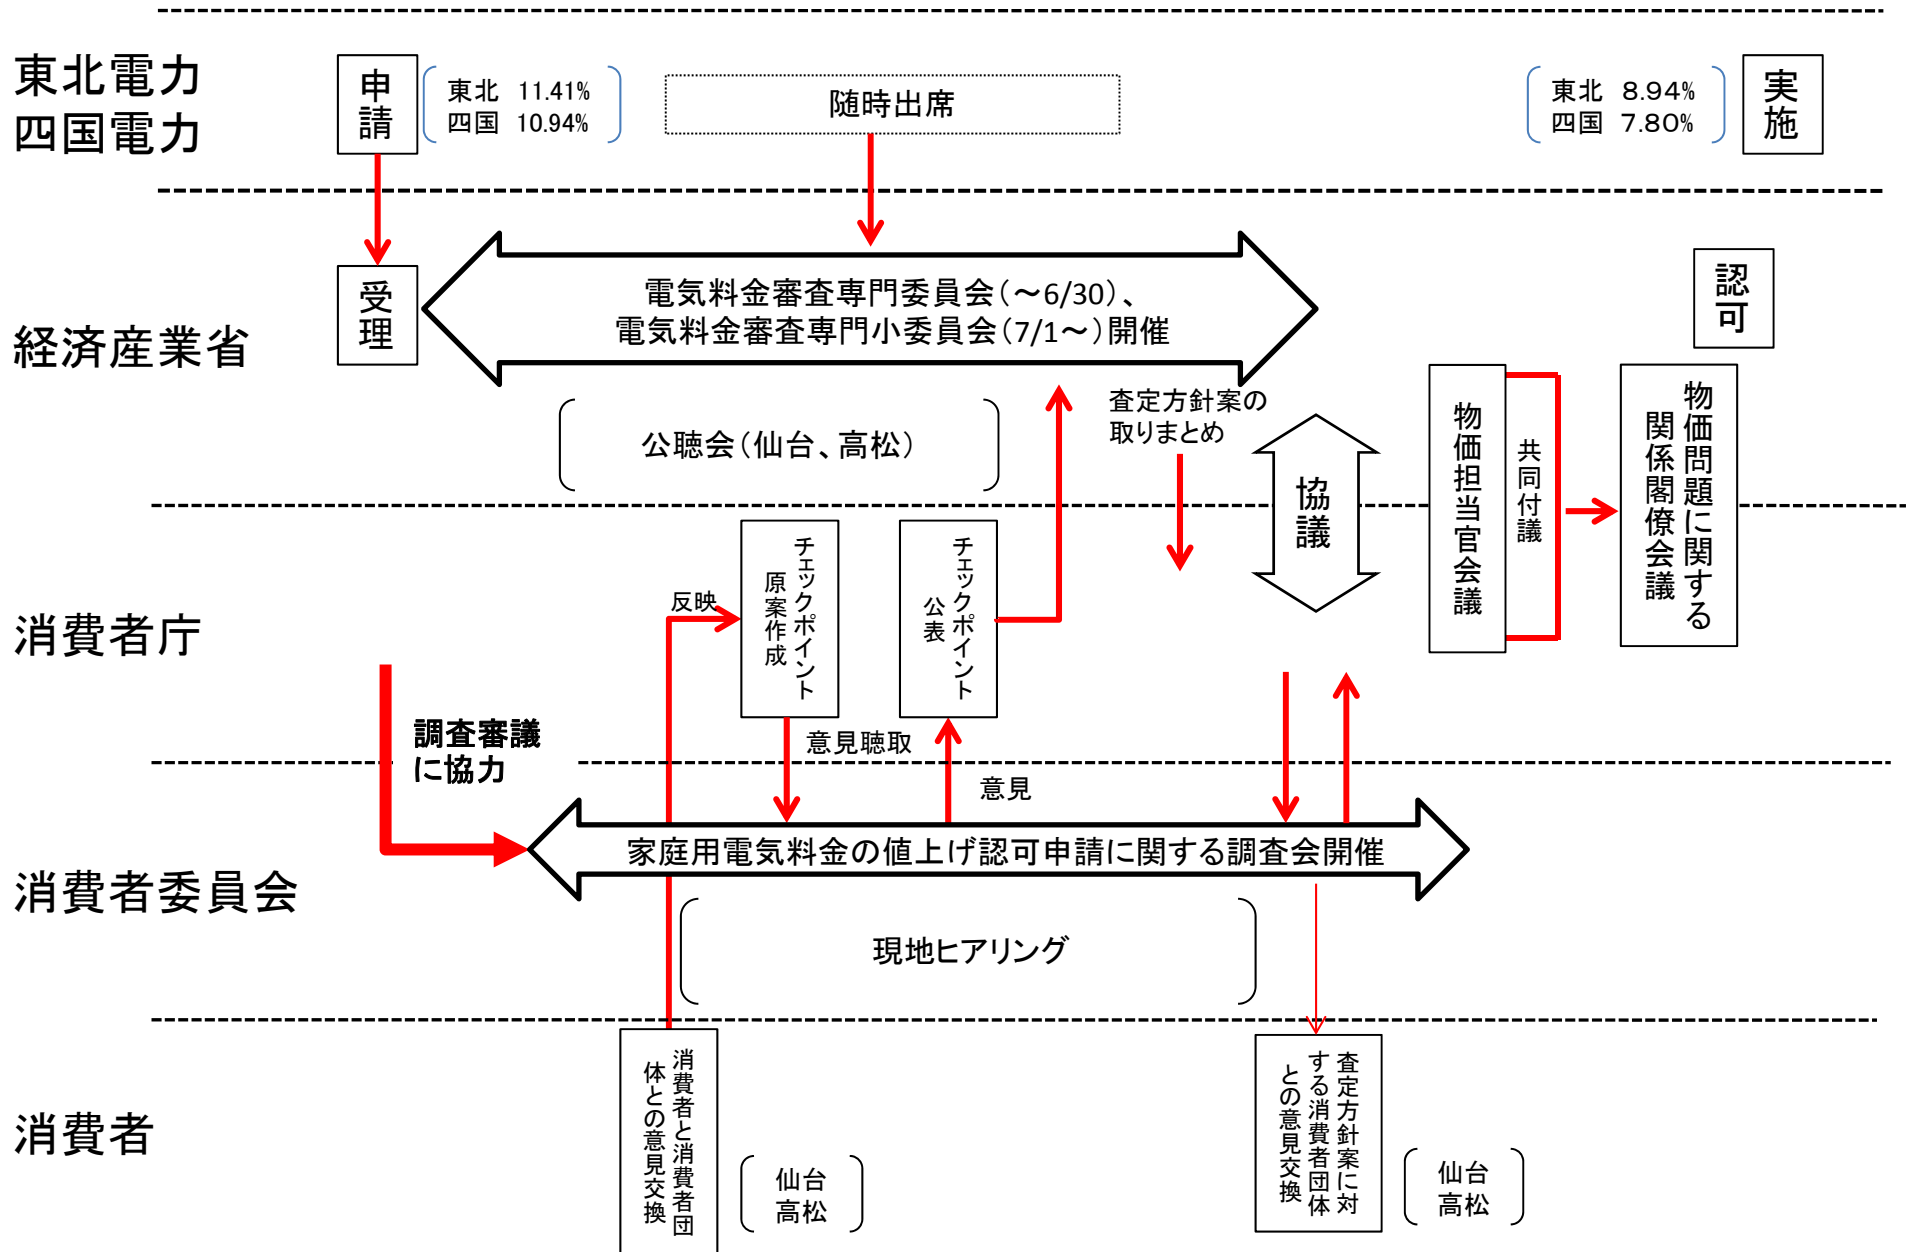 東北電力
四国電力
申請
東北 11.41%
四国 10.94%
随時出席
東北 8.94%
四国 7.80%
実施
経済産業省
受理
電気料金審査専門委員会(～6/30)、
電気料金審査専門小委員会(7/1～)開催
認可
公聴会(仙台、高松)
査定方針案の
取りまとめ
協議
物価担当官会議
共同付議
物価問題に関する
関係閣僚会議
消費者庁
反映
チェックポイント
原案作成
チェックポイント
公表
調査審議
に協力
意見聴取
意見
消費者委員会
家庭用電気料金の値上げ認可申請に関する調査会開催
現地ヒアリング
消費者
消費者と消費者団
体との意見交換
仙台
高松
査定方針案に対
する消費者団体
との意見交換
仙台
高松